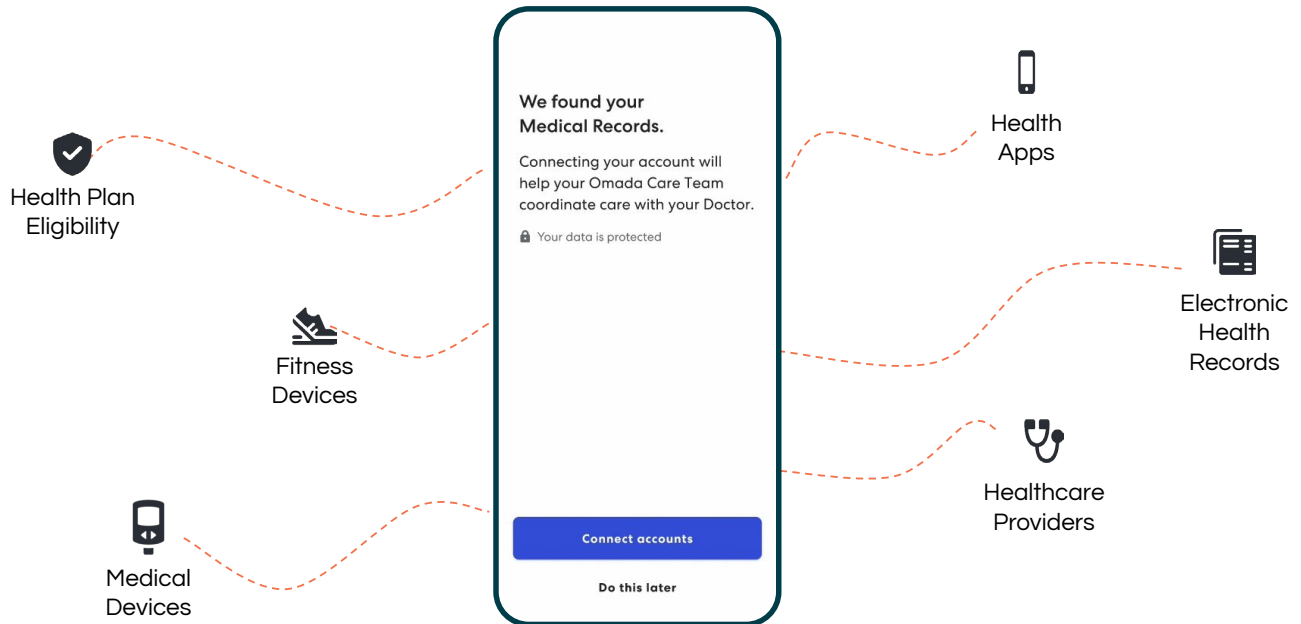 Health Plan
Eligibility
Fitness
Devices
Medical
Devices
We found your
Medical Records.
Connecting your account will
help your Omada Care Team
coordinate care with your Doctor.
Your data is protected
Connect accounts
Do this later
Health
Apps
Electronic
Health
Records
Healthcare
Providers